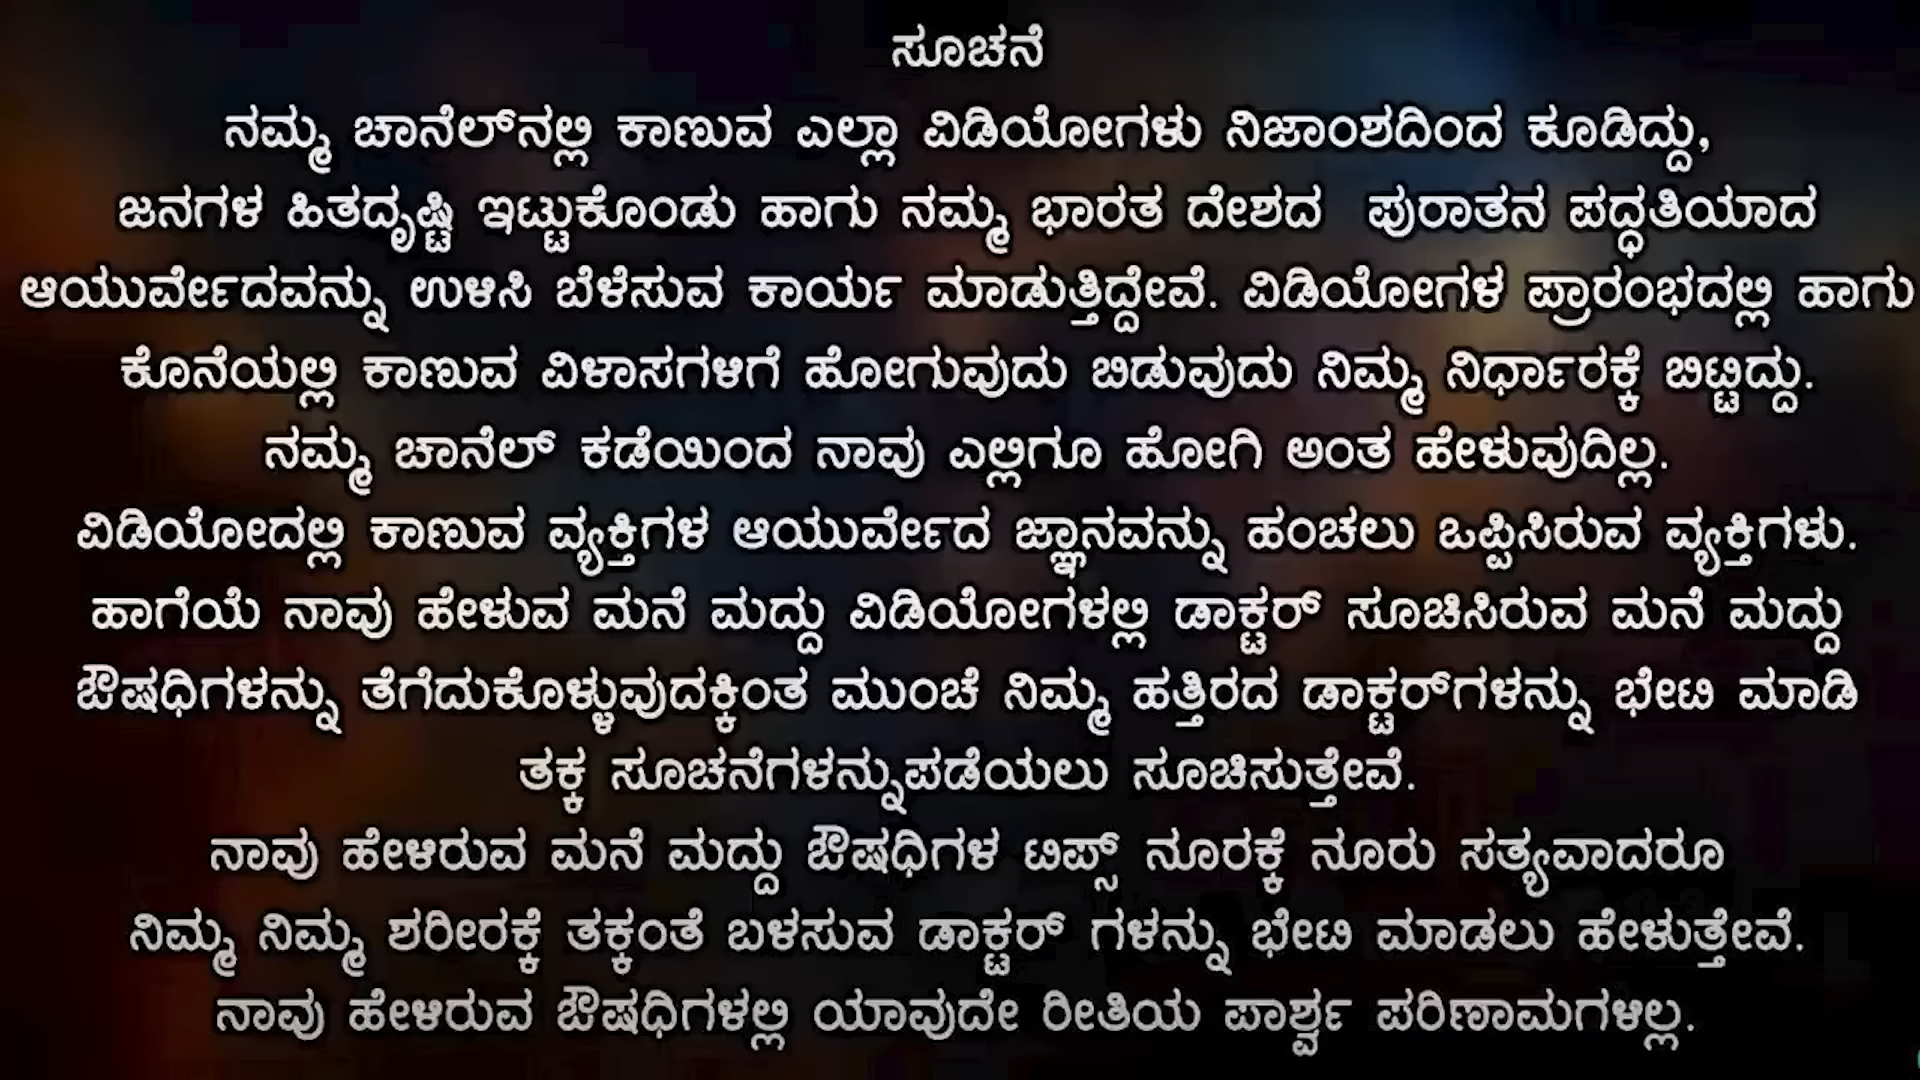 ಸೂಚನೆ
ನಮ್ಮ ಚಾನೆಲ್‌ನಲ್ಲಿ ಕಾಣುವ ಎಲ್ಲಾ ವಿಡಿಯೋಗಳು ನಿಜಾಂಶದಿಂದ ಕೂಡಿದ್ದು,
ಜನಗಳ ಹಿತದೃಷ್ಟಿ ಇಟ್ಟುಕೊಂಡು ಹಾಗು ನಮ್ಮ ಭಾರತ ದೇಶದ ಪುರಾತನ ಪದ್ಧತಿಯಾದ
ಆಯುರ್ವೇದವನ್ನು ಉಳಿಸಿ ಬೆಳೆಸುವ ಕಾರ್ಯ ಮಾಡುತ್ತಿದ್ದೇವೆ. ವಿಡಿಯೋಗಳ ಪ್ರಾರಂಭದಲ್ಲಿ ಹಾಗು
ಕೊನೆಯಲ್ಲಿ ಕಾಣುವ ವಿಳಾಸಗಳಿಗೆ ಹೋಗುವುದು ಬಿಡುವುದು ನಿಮ್ಮ ನಿರ್ಧಾರಕ್ಕೆ ಬಿಟ್ಟಿದ್ದು.
ನಮ್ಮ ಚಾನೆಲ್ ಕಡೆಯಿಂದ ನಾವು ಎಲ್ಲಿಗೂ ಹೋಗಿ ಅಂತ ಹೇಳುವುದಿಲ್ಲ.
ವಿಡಿಯೋದಲ್ಲಿ ಕಾಣುವ ವ್ಯಕ್ತಿಗಳ ಆಯುರ್ವೇದ ಜ್ಞಾನವನ್ನು ಹಂಚಲು ಒಪ್ಪಿಸಿರುವ ವ್ಯಕ್ತಿಗಳು.
ಹಾಗೆಯೆ ನಾವು ಹೇಳುವ ಮನೆ ಮದ್ದು ವಿಡಿಯೋಗಳಲ್ಲಿ ಡಾಕ್ಟರ್ ಸೂಚಿಸಿರುವ ಮನೆ ಮದ್ದು
ಔಷಧಿಗಳನ್ನು ತೆಗೆದುಕೊಳ್ಳುವುದಕ್ಕಿಂತ ಮುಂಚೆ ನಿಮ್ಮ ಹತ್ತಿರದ ಡಾಕ್ಟರ್‌ಗಳನ್ನು ಭೇಟಿ ಮಾಡಿ
ತಕ್ಕ ಸೂಚನೆಗಳನ್ನುಪಡೆಯಲು ಸೂಚಿಸುತ್ತೇವೆ.
ನಾವು ಹೇಳಿರುವ ಮನೆ ಮದ್ದು ಔಷಧಿಗಳ ಟಿಪ್ಸ್ ನೂರಕ್ಕೆ ನೂರು ಸತ್ಯವಾದರೂ
ನಿಮ್ಮ ನಿಮ್ಮ ಶರೀರಕ್ಕೆ ತಕ್ಕಂತೆ ಬಳಸುವ ಡಾಕ್ಟರ್ ಗಳನ್ನು ಭೇಟಿ ಮಾಡಲು ಹೇಳುತ್ತೇವೆ.
ನಾವು ಹೇಳಿರುವ ಔಷಧಿಗಳಲ್ಲಿ ಯಾವುದೇ ರೀತಿಯ ಪಾರ್ಶ್ವ ಪರಿಣಾಮಗಳಿಲ್ಲ.